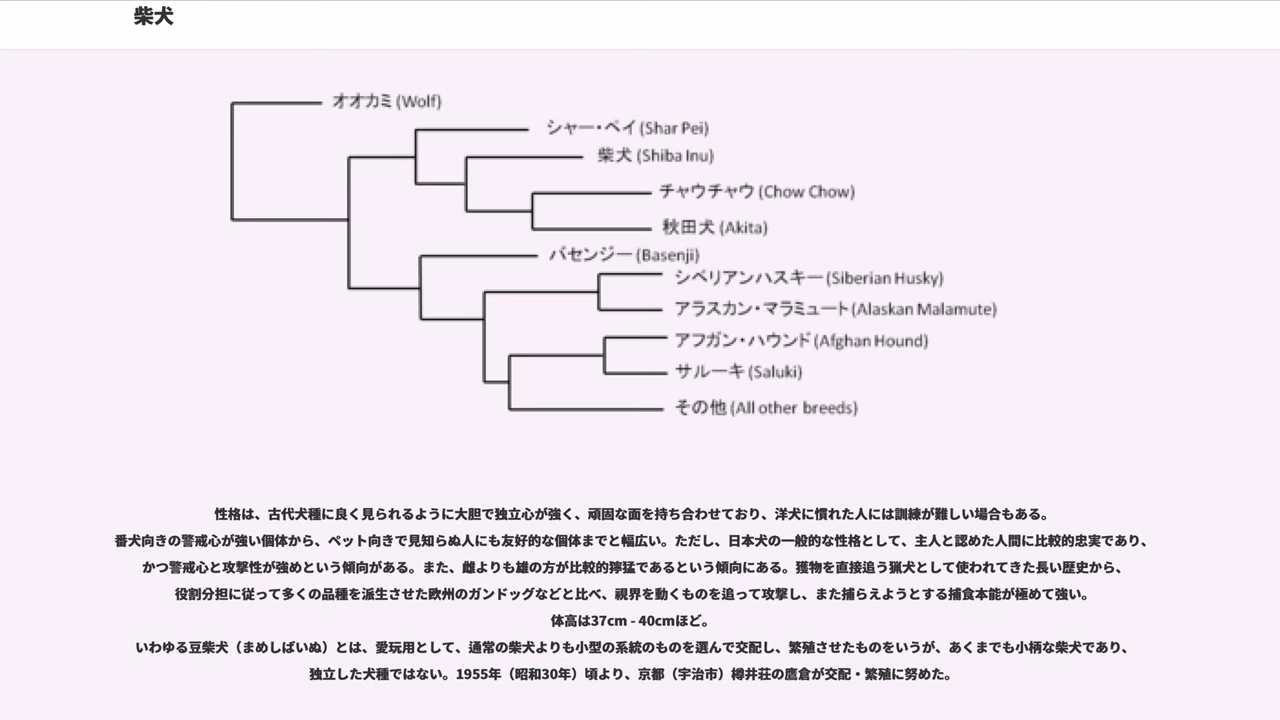 柴犬
オオカミ (Wolf)
シャー・ペイ (Shar Pei)
柴犬 (Shiba Inu)
チャウチャウ (Chow Chow)
秋田犬 (Akita)
バセンジー (Basenji)
シベリアンハスキー (Siberian Husky)
アラスカン・マラミュート (Alaskan Malamute)
アフガン・ハウンド (Afghan Hound)
サルーキ (Saluki)
その他 (All other breeds)
性格は、古代犬種に良く見られるように大胆で独立心が強く、頑固な面を持ち合わせており、洋犬に慣れた人には訓練が難しい場合もある。
番犬向きの警戒心が強い個体から、ペット向きで見知らぬ人にも友好的な個体までと幅広い。ただし、日本犬の一般的な性格として、主人と認めた人間に比較的忠実であり、
かつ警戒心と攻撃性が強めという傾向がある。また、雌よりも雄の方が比較的獰猛であるという傾向にある。獲物を直接追う猟犬として使われてきた長い歴史から、
役割分担に従って多くの品種を派生させた欧州のガンドッグなどと比べ、視界を動くものを追って攻撃し、また捕らえようとする捕食本能が極めて強い。
体高は37cm - 40cmほど。
いわゆる豆柴犬（まめしばいぬ）とは、愛玩用として、通常の柴犬よりも小型の系統のものを選んで交配し、繁殖させたものをいうが、あくまでも小柄な柴犬であり、
独立した犬種ではない。1955年（昭和30年）頃より、京都（宇治市）樽井荘の鷹倉が交配・繁殖に努めた。